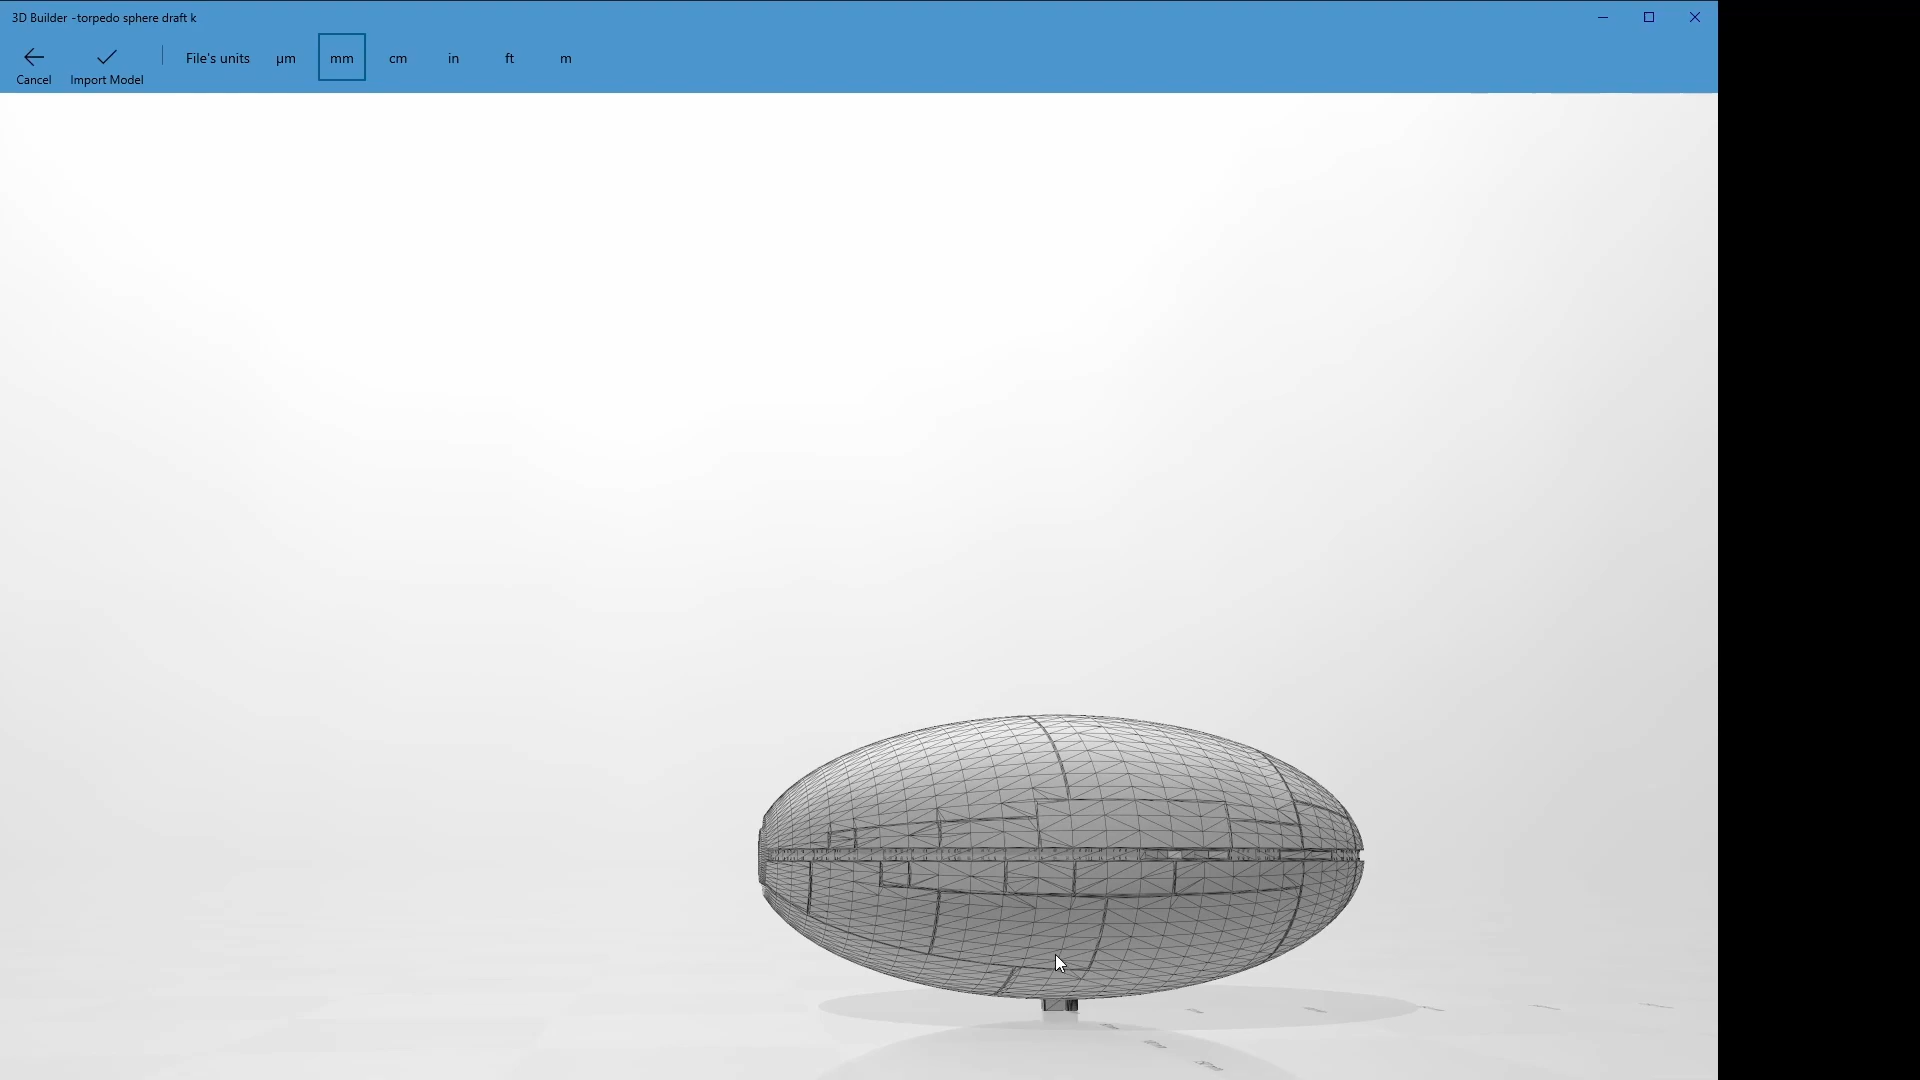 3D Builder -torpedo sphere draft k
File's units μm mm cm in ft m
Cancel Import Model